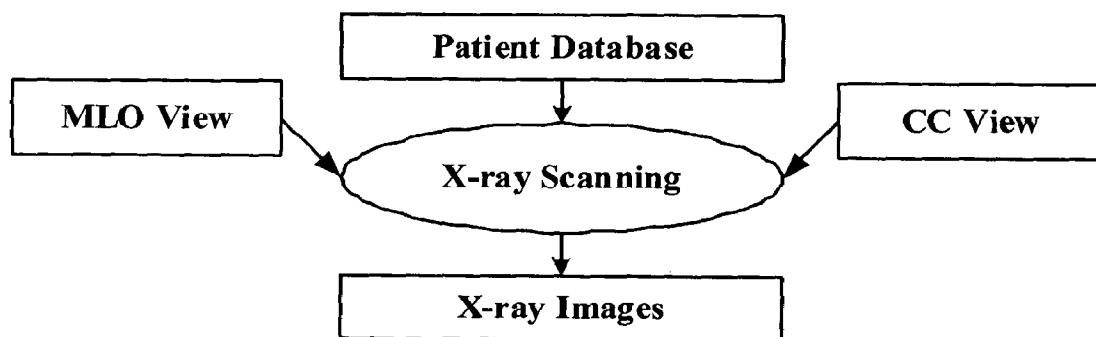 Patient Database
MLO View
CC View
X-ray Scanning
X-ray Images